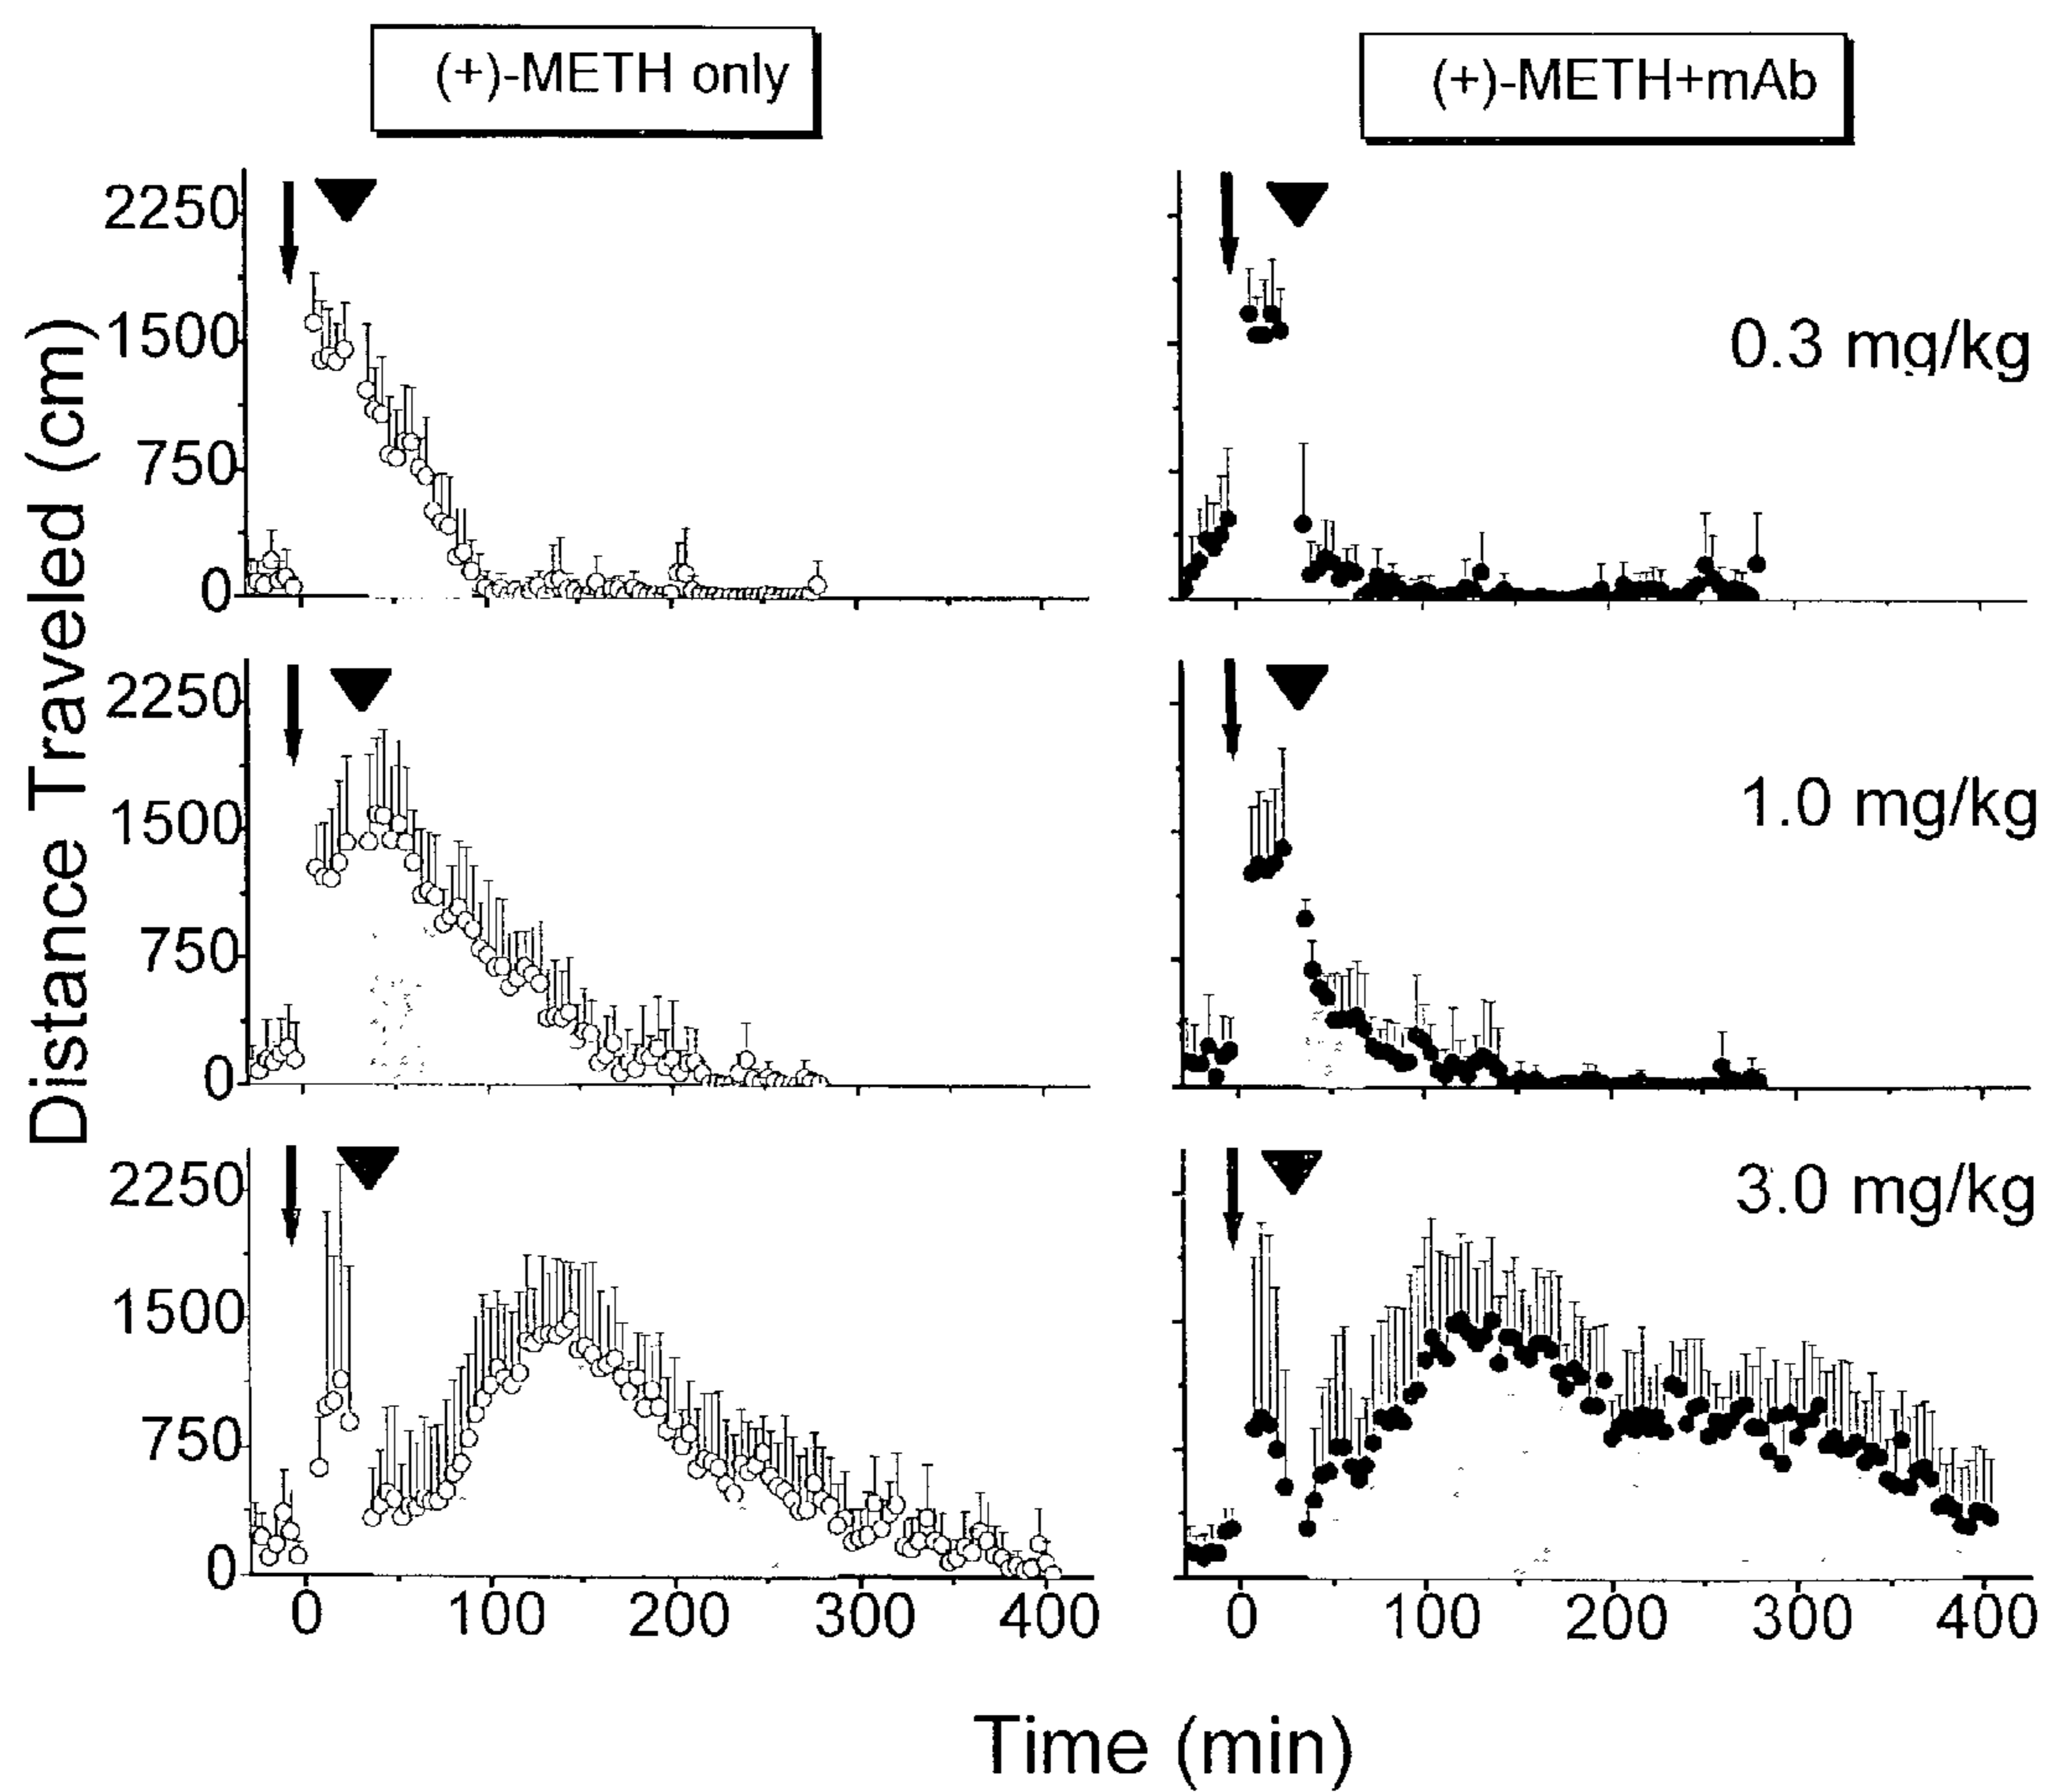 (+)-METH only
(+)-METH+mAb
Distance Traveled (cm)
2250
1500
750
0
0.3 mg/kg
2250
1500
750
0
1.0 mg/kg
2250
1500
750
0
3.0 mg/kg
0 100 200 300 400
0 100 200 300 400
Time (min)